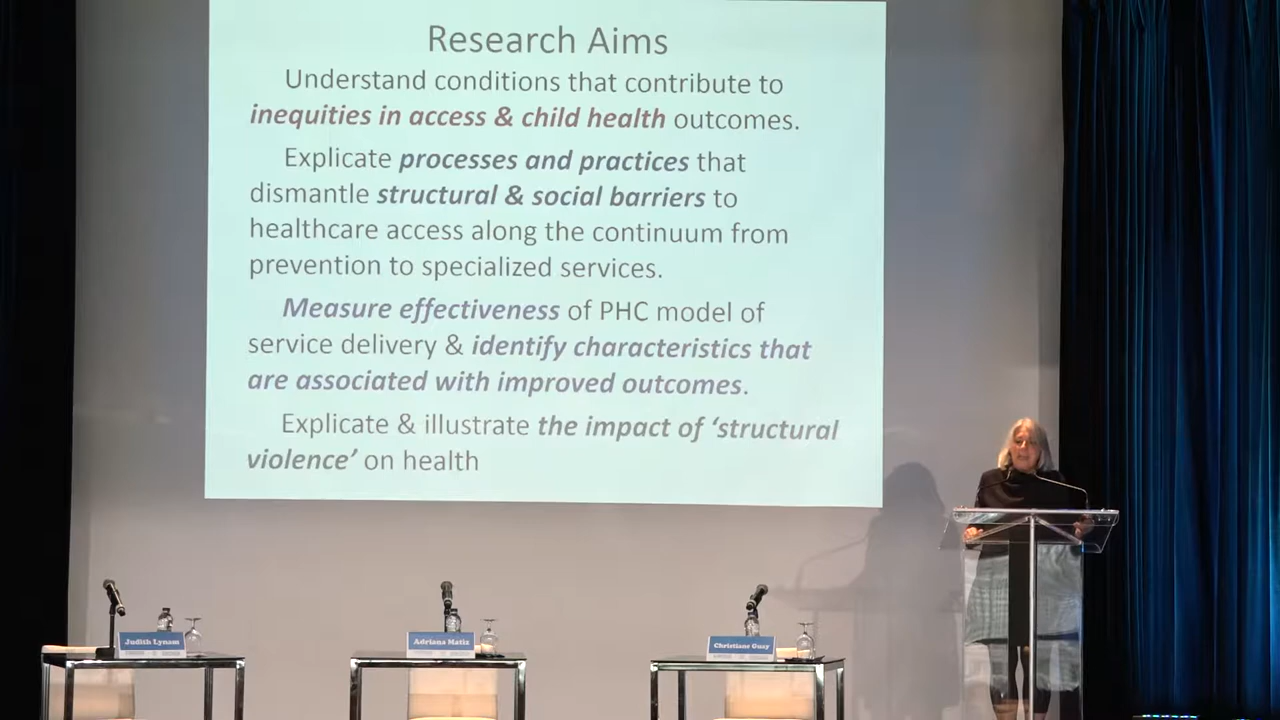 Research Aims
Understand conditions that contribute to
inequities in access & child health outcomes.
Explicate processes and practices that
dismantle structural & social barriers to
healthcare access along the continuum from
prevention to specialized services.
Measure effectiveness of PHC model of
service delivery & identify characteristics that
are associated with improved outcomes.
Explicate & illustrate the impact of ‘structural
violence’ on health
Judith Lynam
Adriana Matiz
Christiane Guay